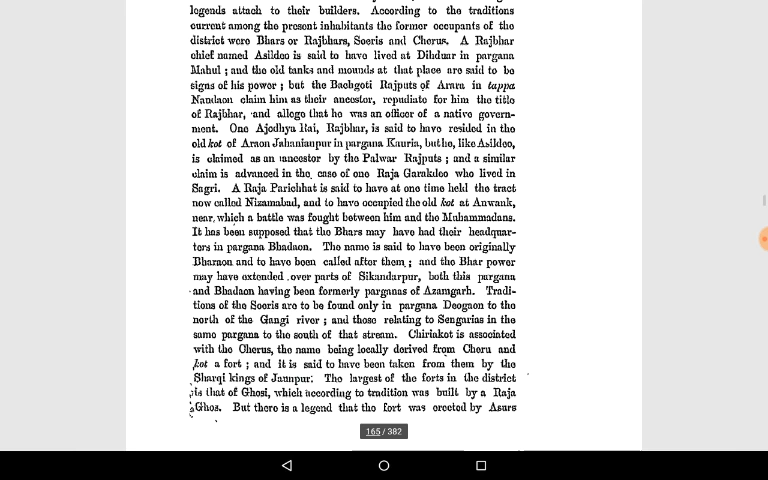 legends attach to their builders. According to the traditions
current among the present inhabitants the former occupants of the
district were Bhars or Rajbhars, Soeris and Cherus. A Rajbhar
chief named Asildeo is said to have lived at Dihduar in pargana
Mahul ; and the old tanks and mounds at that place are said to be
signs of his power ; but the Bachgoti Rajputs of Arara in tappa
Nandaon claim him as their ancestor, repudiate for him the title
of Rajbhar, and allege that he was an officer of a native govern-
ment. One Ajodhya Rai, Rajbhar, is said to have resided in the
old kot of Araon Jahanianpur in pargana Kauria, but he, like Asildeo,
is claimed as an ancestor by the Palwar Rajputs ; and a similar
claim is advanced in the case of one Raja Garakdeo who lived in
Sagri. A Raja Parichhat is said to have at one time held the tract
now called Nizamabad, and to have occupied the old kot at Anwank,
near which a battle was fought between him and the Muhammadans.
It has been supposed that the Bhars may have had their headquar-
ters in pargana Bhadaon. The name is said to have been originally
Bharaon and to have been called after them ; and the Bhar power
may have extended over parts of Sikandarpur, both this pargana
and Bhadaon having been formerly parganas of Azamgarh. Tradi-
tions of the Soeris are to be found only in pargana Deogaon to the
north of the Gangi river ; and those relating to Sengarias in the
same pargana to the south of that stream. Chiriakot is associated
with the Cherus, the name being locally derived from Cheru and
kot a fort ; and it is said to have been taken from them by the
Sharqi kings of Jaunpur. The largest of the forts in the district
is that of Ghosi, which according to tradition was built by a Raja
Ghos. But there is a legend that the fort was erected by Asurs
165 / 382